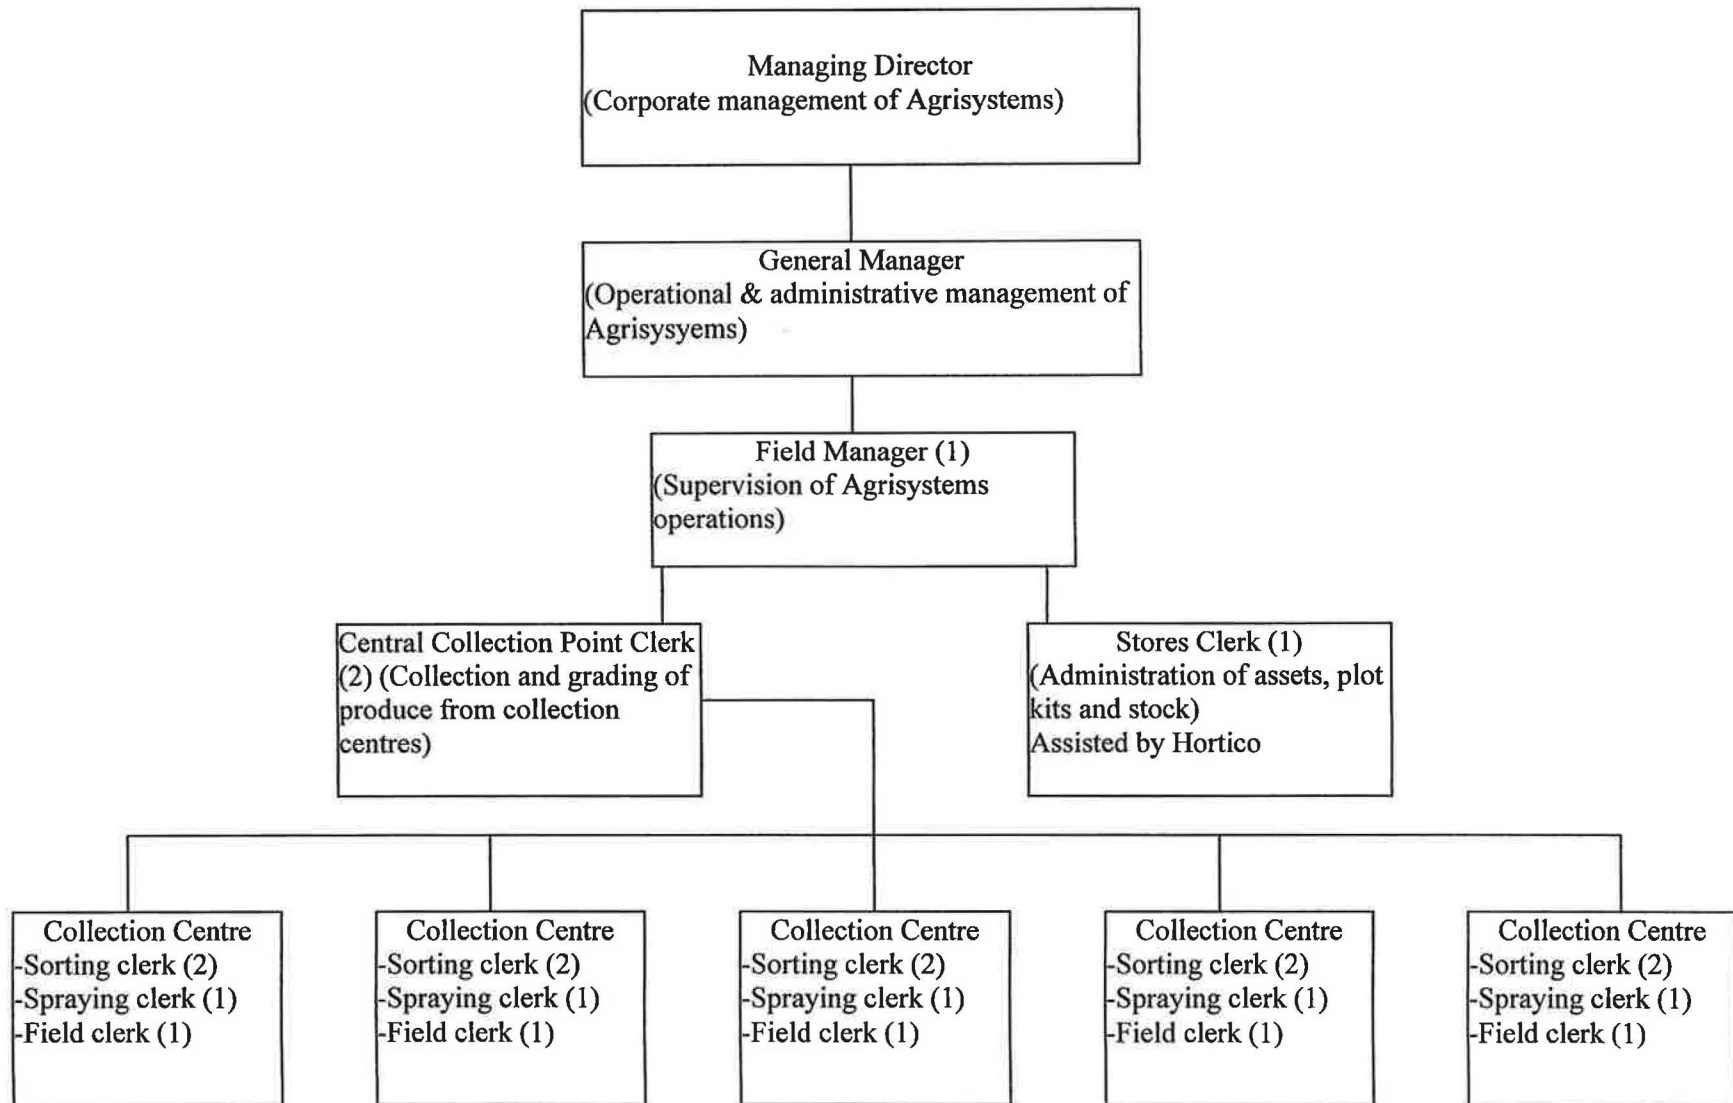 Managing Director
(Corporate management of Agrisystems)
General Manager
(Operational & administrative management of
Agrisysyems)
Field Manager (1)
(Supervision of Agrisystems
operations)
Central Collection Point Clerk
(2) (Collection and grading of
produce from collection
centres)
Stores Clerk (1)
(Administration of assets, plot
kits and stock)
Assisted by Hortico
Collection Centre
-Sorting clerk (2)
-Spraying clerk (1)
-Field clerk (1)
Collection Centre
-Sorting clerk (2)
-Spraying clerk (1)
-Field clerk (1)
Collection Centre
-Sorting clerk (2)
-Spraying clerk (1)
-Field clerk (1)
Collection Centre
-Sorting clerk (2)
-Spraying clerk (1)
-Field clerk (1)
Collection Centre
-Sorting clerk (2)
-Spraying clerk (1)
-Field clerk (1)